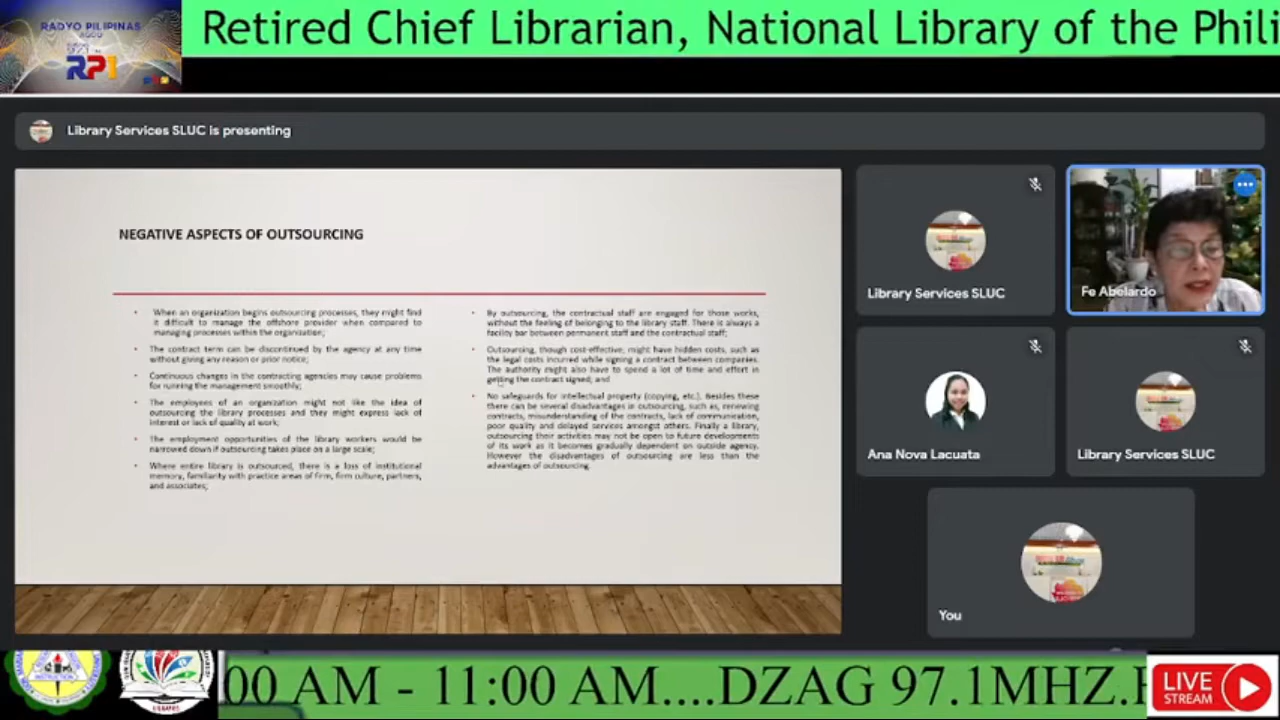 RADYO PILIPINAS
AGOO
97.1
RP1
Retired Chief Librarian, National Library of the Phili
Library Services SLUC is presenting
NEGATIVE ASPECTS OF OUTSOURCING
• When an organization begins outsourcing processes, they might find
it difficult to manage the offshore provider when compared to
managing processes within the organisation;
• The contract term can be discontinued by the agency at any time
without giving any reason or prior notice;
• Continuous changes in the contracting agencies may cause problems
for running the management smoothly;
• The employees of an organization might not like the idea of
outsourcing the library processes and they might express lack of
interest or lack of quality at work;
• The employment opportunities of the library workers would be
narrowed down if outsourcing takes place on a large scale;
• Where entire library is outsourced, there is a loss of institutional
memory, familiarity with practice areas of firm, firm culture, partners,
and associates;
• By outsourcing, the contractual staff are engaged for those works,
without the feeling of belonging to the library staff. There is always a
facility bar between permanent staff and the contractual staff;
• Outsourcing, though cost-effective, might have hidden costs, such as
the legal costs incurred while signing a contract between companies.
The authority might also have to spend a lot of time and effort in
getting the contract signed; and
• No safeguards for intellectual property (copying, etc.). Besides these
there can be several disadvantages in outsourcing, such as, renewing
contracts, misunderstanding of the contracts, lack of communication,
poor quality and delayed services amongst others. Finally a library,
outsourcing their activities may not be open to future developments
of its work as it becomes gradually dependent on outside agency.
However the disadvantages of outsourcing are less than the
advantages of outsourcing.
Library Services SLUC
Fe Abelardo
Ana Nova Lacuata
Library Services SLUC
You
00 AM - 11:00 AM....DZAG 97.1MHZ.
LIVE
STREAM